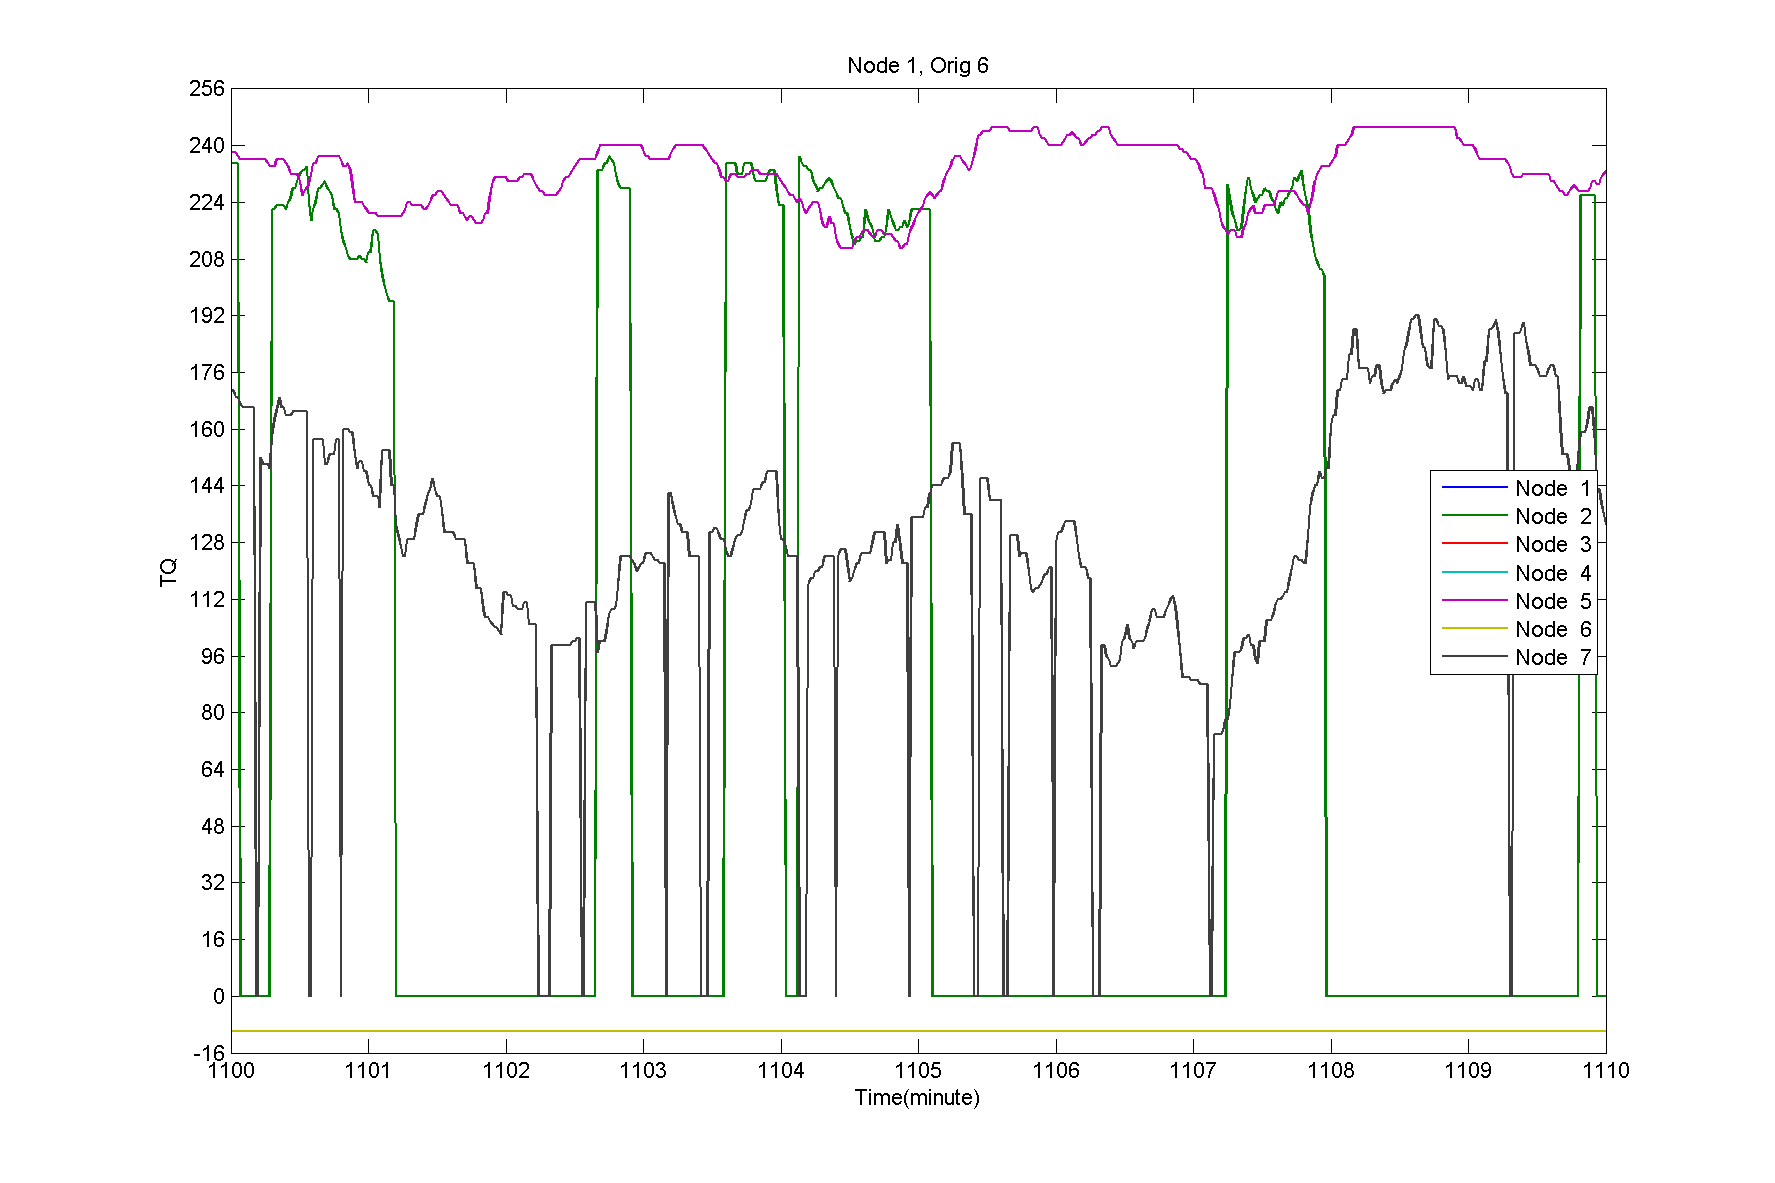 Node 1, Orig 6
256
240
224
208
192
176
160
144
128
112
96
80
64
48
32
16
0
-16
TQ
Node 1
Node 2
Node 3
Node 4
Node 5
Node 6
Node 7
1100 1101 1102 1103 1104 1105 1106 1107 1108 1109 1110
Time(minute)